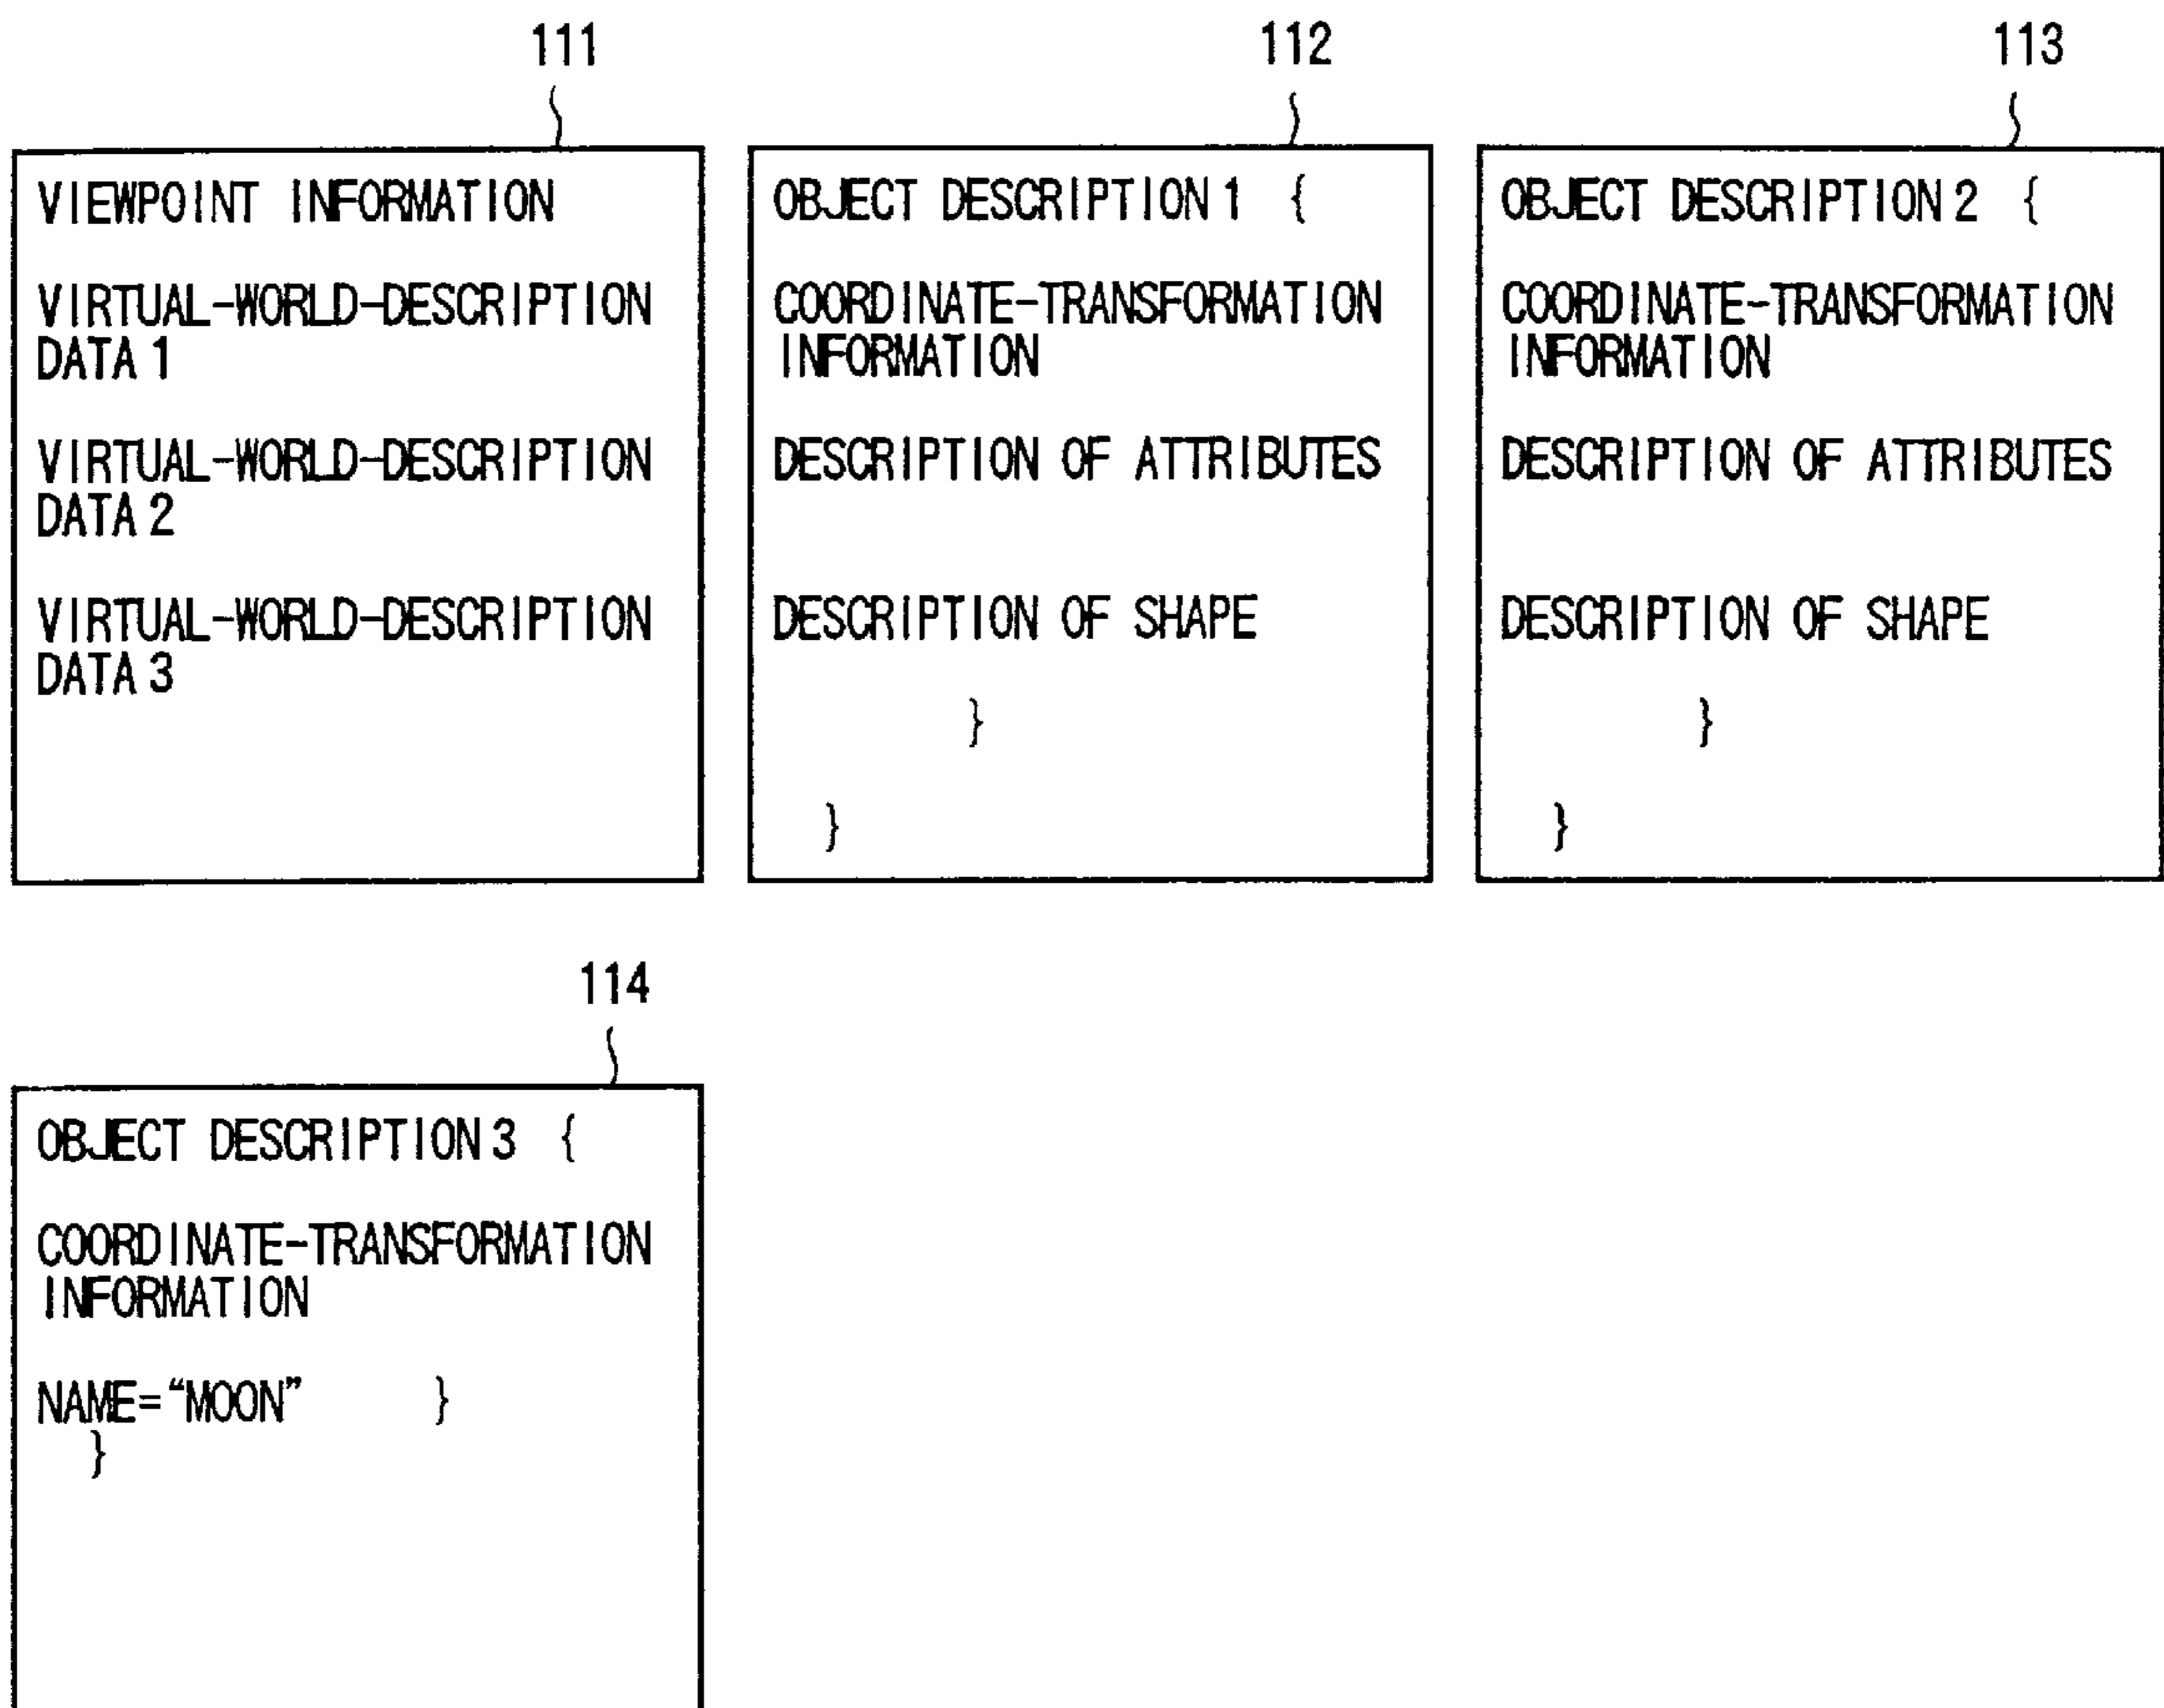 111
VIEWPOINT INFORMATION
VIRTUAL-WORLD-DESCRIPTION
DATA 1
VIRTUAL-WORLD-DESCRIPTION
DATA 2
VIRTUAL-WORLD-DESCRIPTION
DATA 3
112
OBJECT DESCRIPTION 1 {
COORDINATE-TRANSFORMATION
INFORMATION
DESCRIPTION OF ATTRIBUTES
DESCRIPTION OF SHAPE
}
}
113
OBJECT DESCRIPTION 2 {
COORDINATE-TRANSFORMATION
INFORMATION
DESCRIPTION OF ATTRIBUTES
DESCRIPTION OF SHAPE
}
}
114
OBJECT DESCRIPTION 3 {
COORDINATE-TRANSFORMATION
INFORMATION
NAME=“MOON” }
}